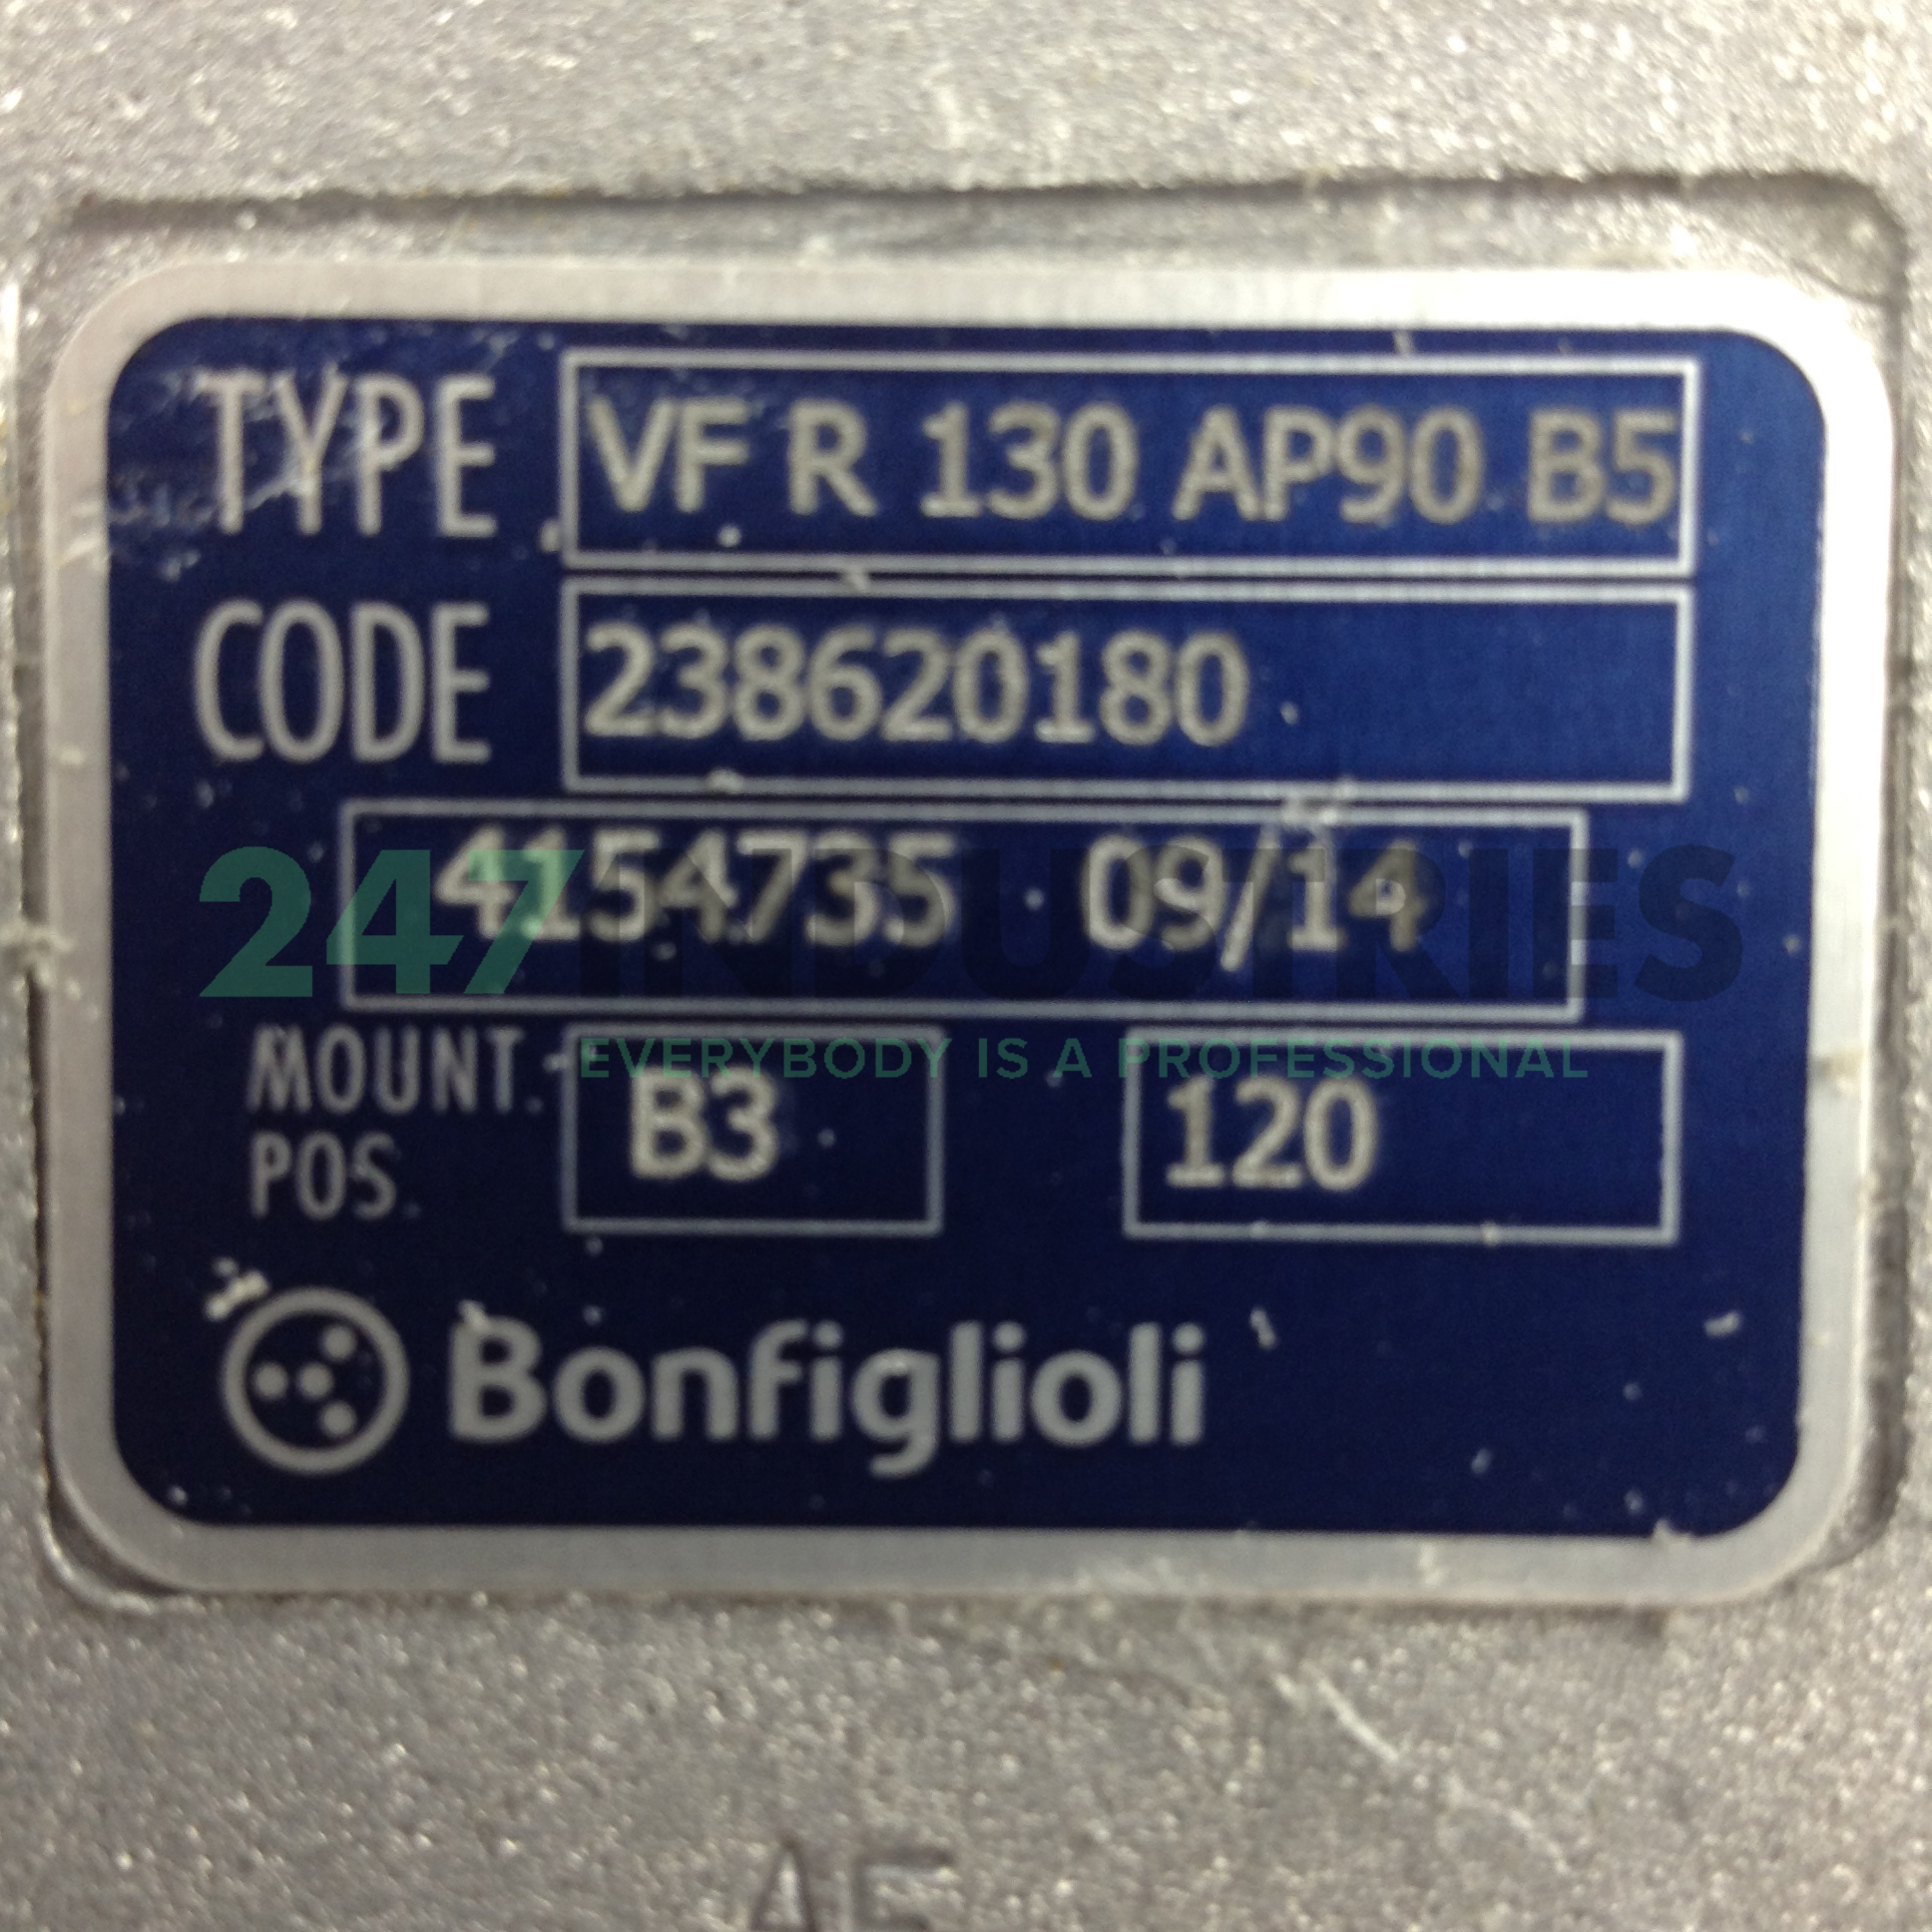 TYPE VF R 130 AP90 B5
CODE 238620180
4154735 09/14
247INDUSTRIES
EVERYBODY IS A PROFESSIONAL
MOUNT. POS. B3 120
Bonfiglioli